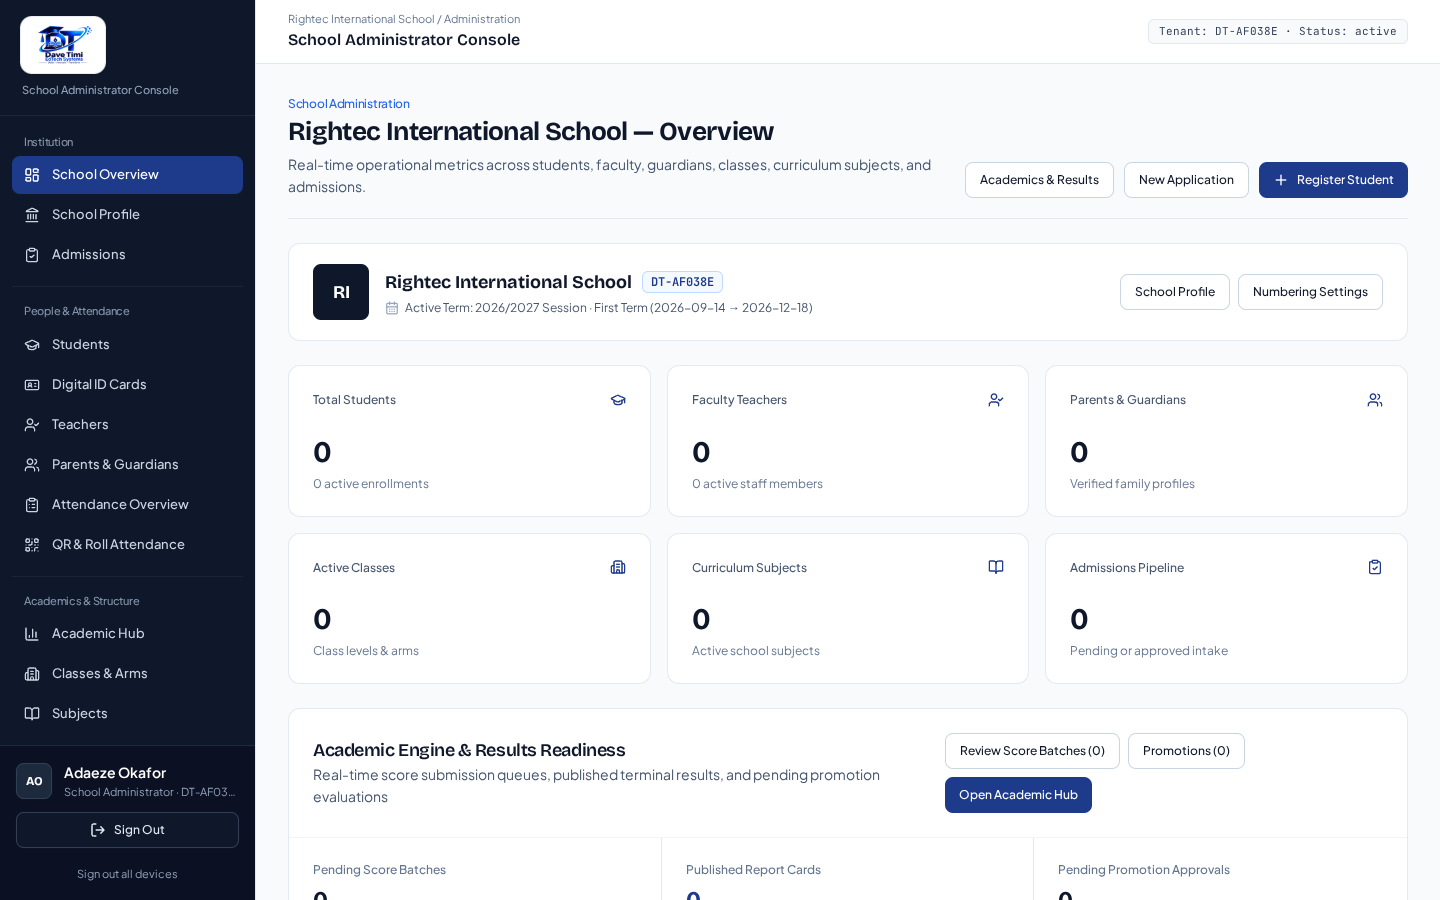 DT
Dave Timi
EdTech Systems
School Administrator Console
Institution
School Overview
School Profile
Admissions
People & Attendance
Students
Digital ID Cards
Teachers
Parents & Guardians
Attendance Overview
QR & Roll Attendance
Academics & Structure
Academic Hub
Classes & Arms
Subjects
AO
Adaeze Okafor
School Administrator · DT-AF03...
Sign Out
Sign out all devices
Rightec International School / Administration
School Administrator Console
Tenant: DT-AF038E · Status: active
School Administration
Rightec International School — Overview
Real-time operational metrics across students, faculty, guardians, classes, curriculum subjects, and
admissions.
Academics & Results
New Application
Register Student
RI
Rightec International School
DT-AF038E
Active Term: 2026/2027 Session · First Term (2026-09-14 → 2026-12-18)
School Profile
Numbering Settings
Total Students
0
0 active enrollments
Faculty Teachers
0
0 active staff members
Parents & Guardians
0
Verified family profiles
Active Classes
0
Class levels & arms
Curriculum Subjects
0
Active school subjects
Admissions Pipeline
0
Pending or approved intake
Academic Engine & Results Readiness
Real-time score submission queues, published terminal results, and pending promotion
evaluations
Review Score Batches (0)
Promotions (0)
Open Academic Hub
Pending Score Batches
0
Published Report Cards
0
Pending Promotion Approvals
0